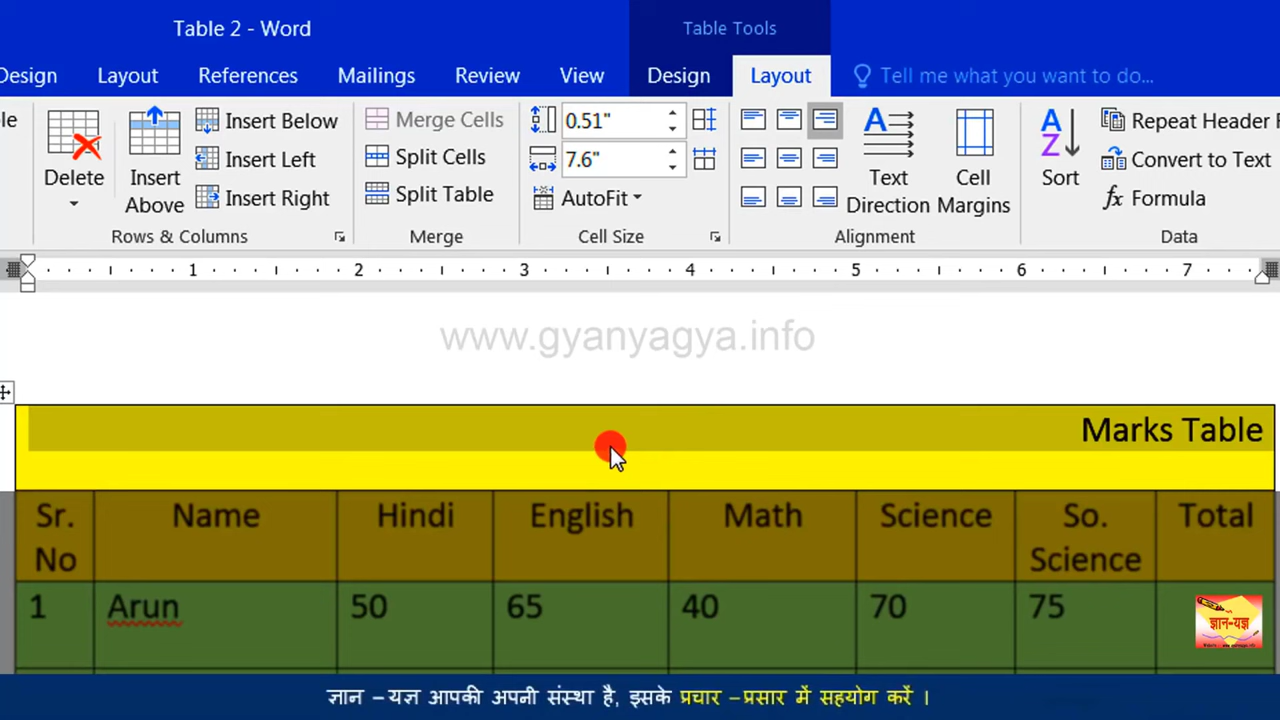 Table 2 - Word
Table Tools
Design Layout References Mailings Review View Design Layout Tell me what you want to do...
Delete
Insert Above
Insert Below
Insert Left
Insert Right
Rows & Columns
Merge Cells
Split Cells
Split Table
Merge
0.51"
7.6"
AutoFit
Cell Size
Text Direction
Cell Margins
Alignment
A
Z
Sort
Repeat Header
Convert to Text
fx Formula
Data
1 2 3 4 5 6 7
www.gyanyagya.info
Marks Table
Sr. No Name Hindi English Math Science So. Science Total
1 Arun 50 65 40 70 75
ज्ञान-यज्ञ
ज्ञान –यज्ञ आपकी अपनी संस्था है, इसके प्रचार –प्रसार में सहयोग करें ।